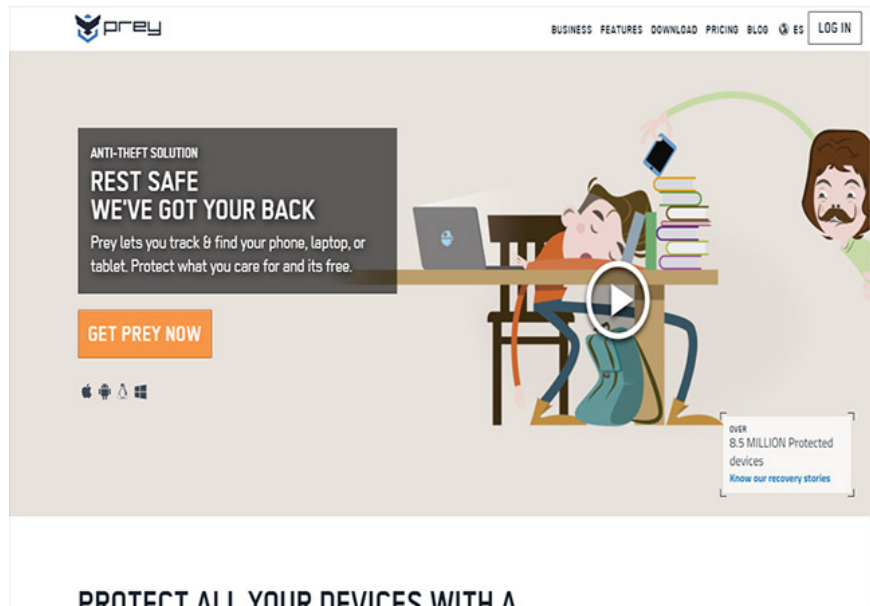 prey
BUSINESS FEATURES DOWNLOAD PRICING BLOG ES LOG IN
ANTI-THEFT SOLUTION
REST SAFE
WE'VE GOT YOUR BACK
Prey lets you track & find your phone, laptop, or
tablet. Protect what you care for and its free.
GET PREY NOW
OVER
8.5 MILLION Protected
devices
Know our recovery stories
PROTECT ALL YOUR DEVICES WITH A